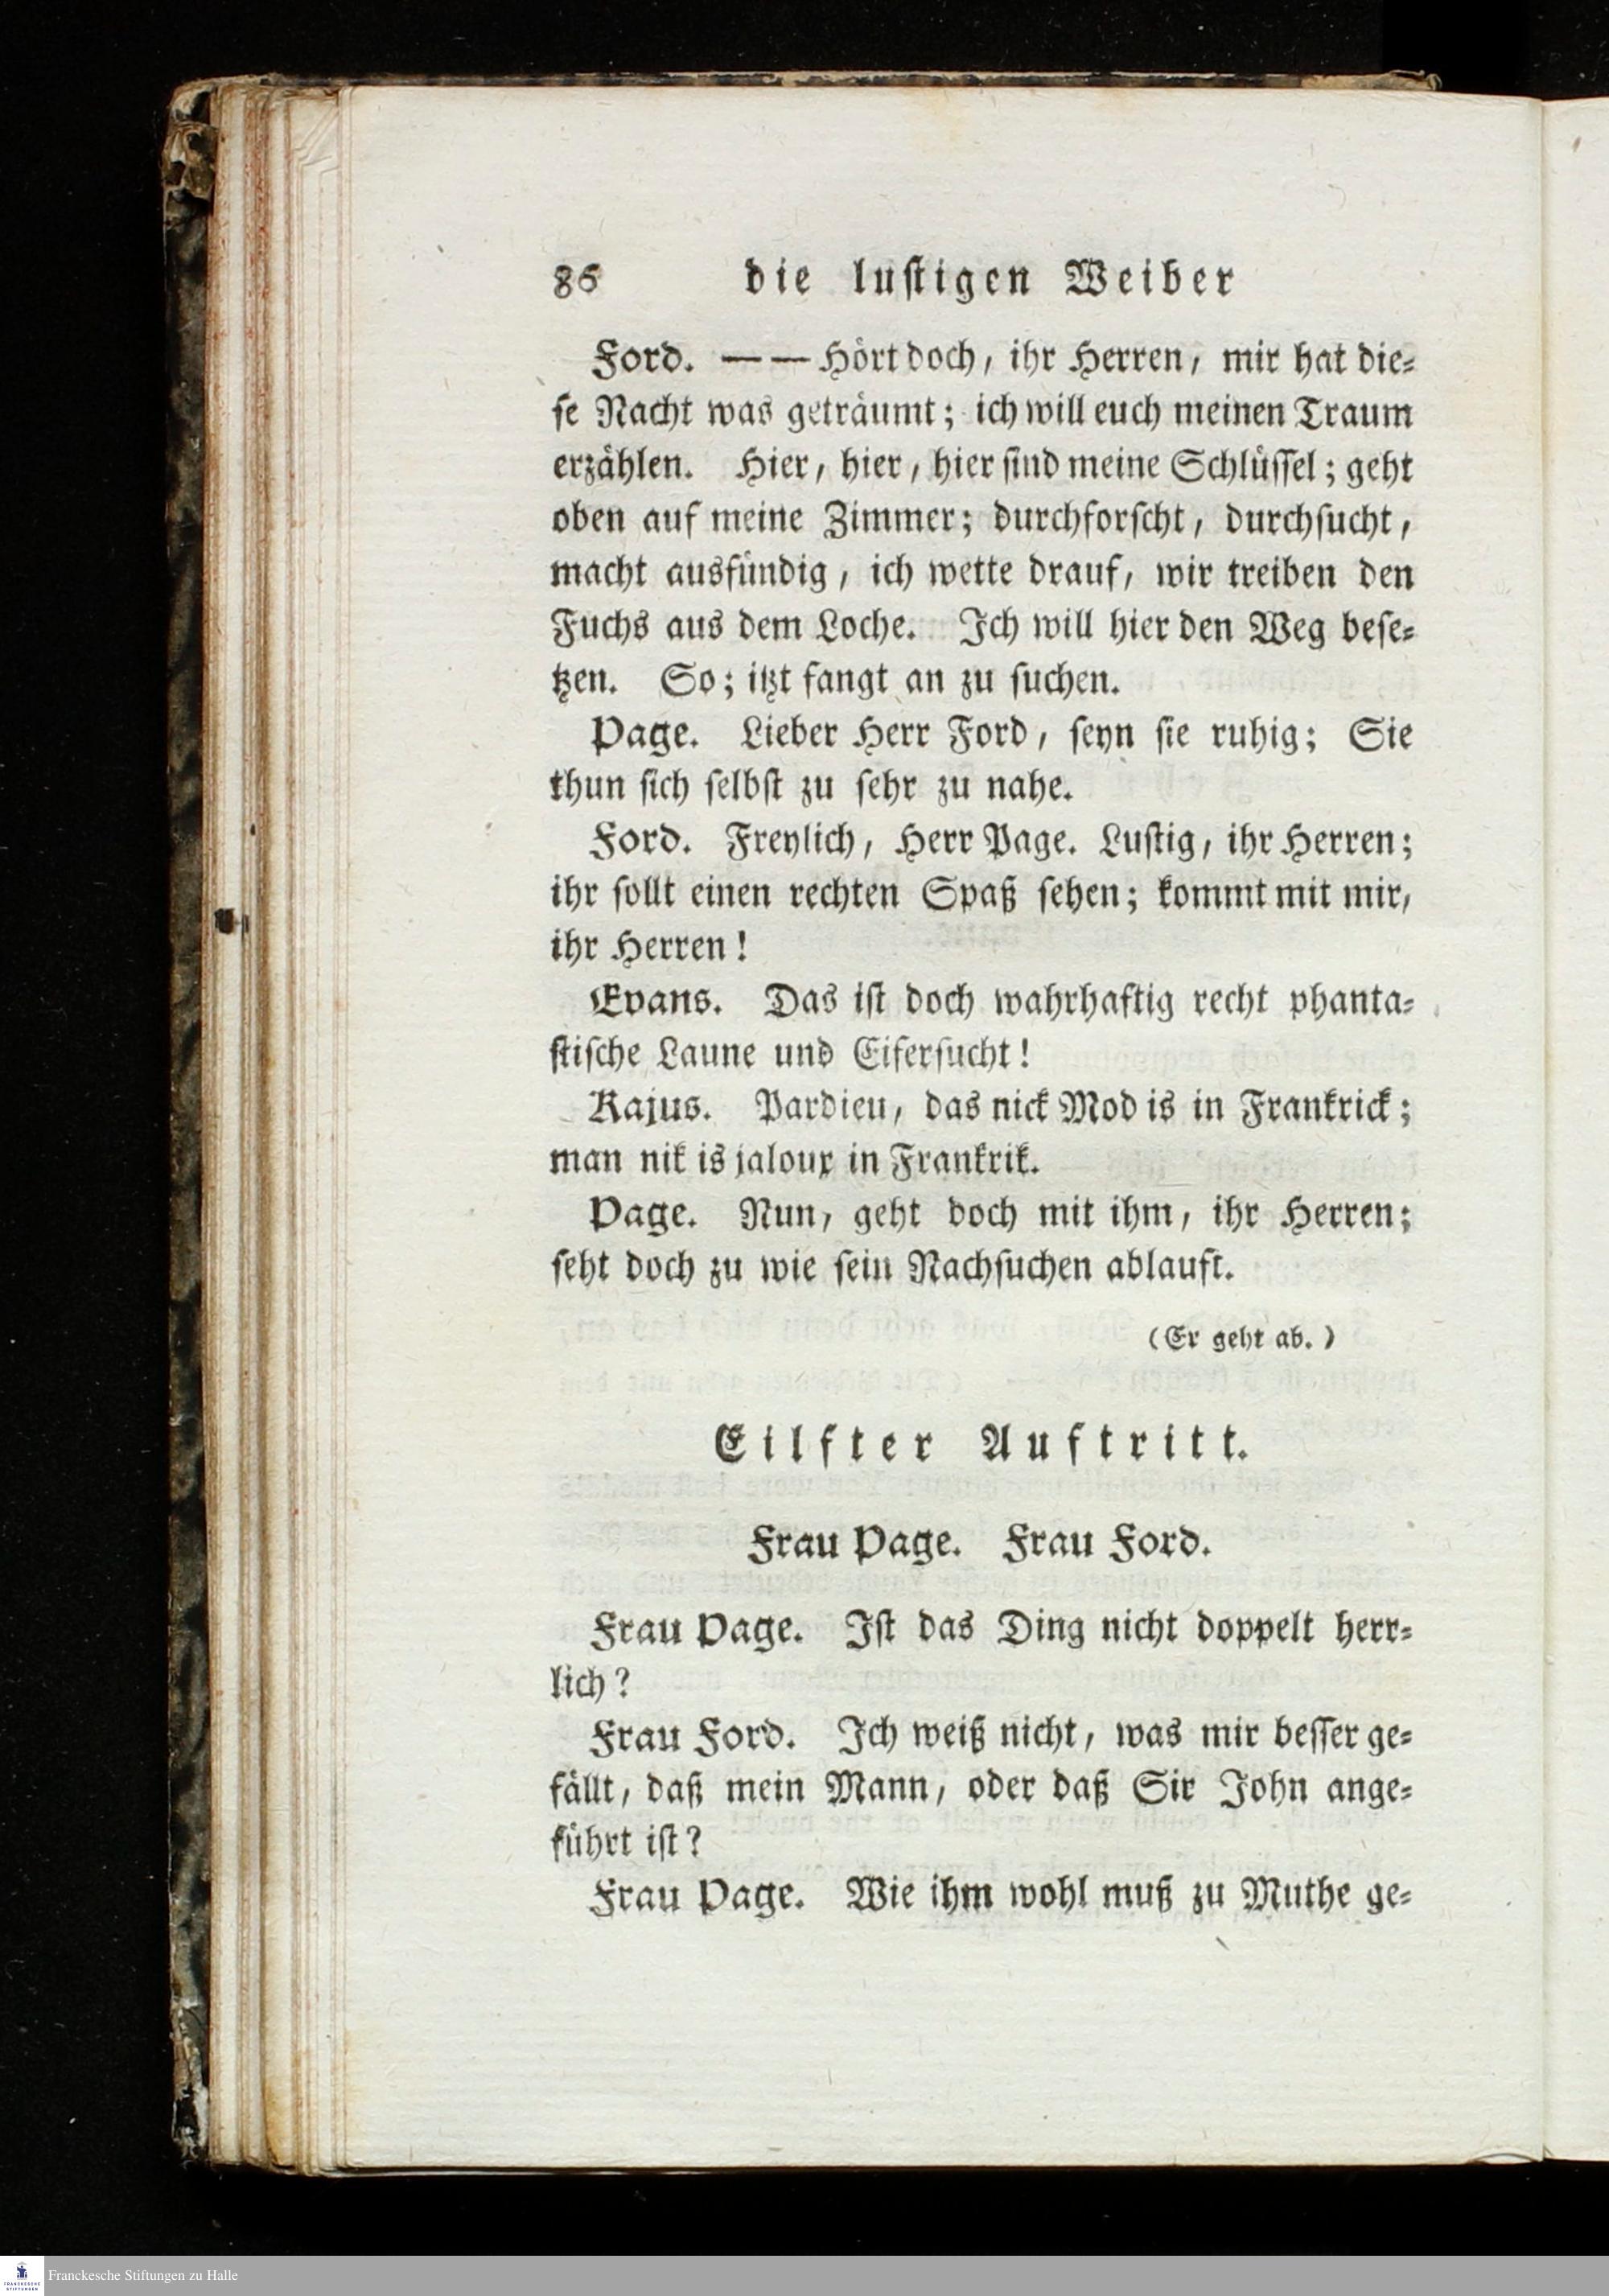 86 die luſtigen Weiber
Ford. — — Hört doch, ihr Herren, mir hat die⸗
ſe Nacht was geträumt; ich will euch meinen Traum
erzählen. Hier, hier, hier ſind meine Schlüſſel; geht
oben auf meine Zimmer; durchforſcht, durchſucht,
macht ausfündig, ich wette drauf, wir treiben den
Fuchs aus dem Loche. Ich will hier den Weg beſe⸗
tzen. So; itzt fangt an zu ſuchen.
Page. Lieber Herr Ford, ſeyn ſie ruhig; Sie
thun ſich ſelbſt zu ſehr zu nahe.
Ford. Freylich, Herr Page. Luſtig, ihr Herren;
ihr ſollt einen rechten Spaß ſehen; kommt mit mir,
ihr Herren!
Evans. Das iſt doch wahrhaftig recht phanta⸗
ſtiſche Laune und Eiferſucht!
Kajus. Pardieu, das nick Mod is in Frankrick;
man nik is jaloux in Frankrik.
Page. Nun, geht doch mit ihm, ihr Herren;
ſeht doch zu wie ſein Nachſuchen ablauft.
(Er geht ab.)
Eilfter Auftritt.
Frau Page. Frau Ford.
Frau Page. Iſt das Ding nicht doppelt herr⸗
lich?
Frau Ford. Ich weiß nicht, was mir beſſer ge⸗
fällt, daß mein Mann, oder daß Sir John ange⸗
führt iſt?
Frau Page. Wie ihm wohl muß zu Muthe ge⸗
FRANCKESCHE STIFTUNGEN
Franckesche Stiftungen zu Halle